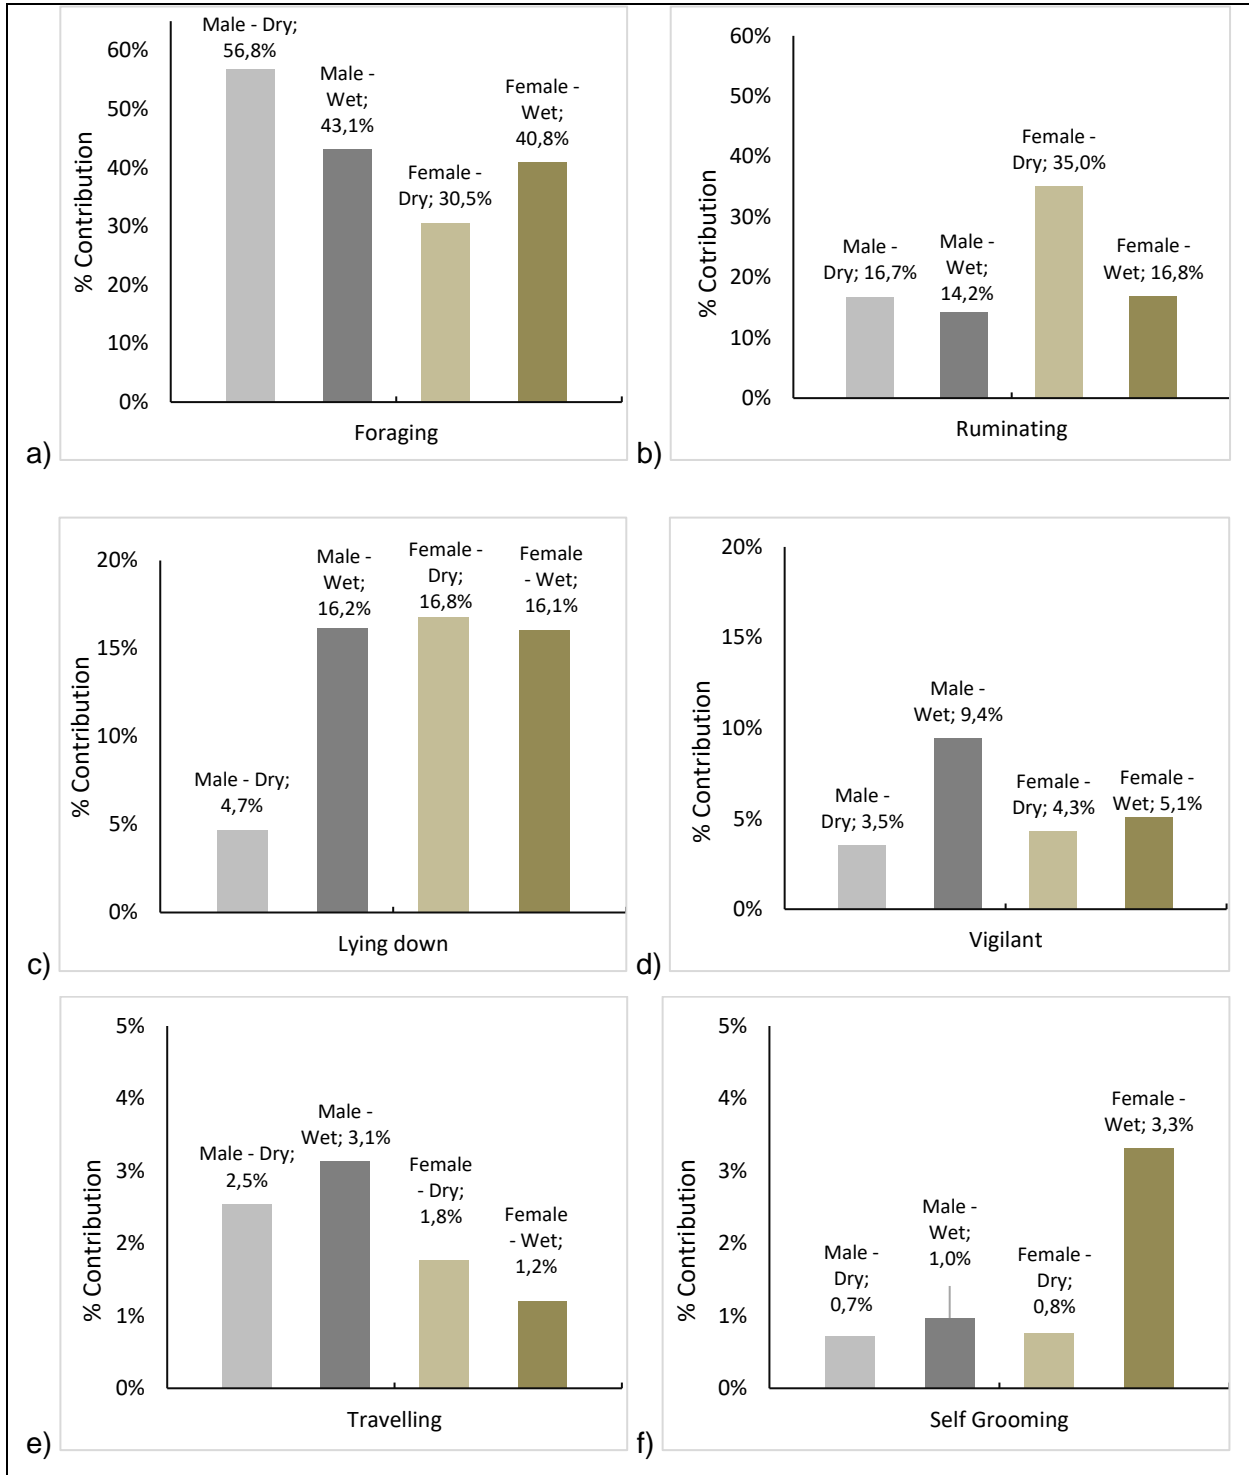 % Contribution
60%
50%
40%
30%
20%
10%
0%
Male - Dry;
56,8%
Male -
Wet;
43,1%
Female -
Dry; 30,5%
Female -
Wet;
40,8%
Foraging
a)
% Cotribution
60%
50%
40%
30%
20%
10%
0%
Male -
Dry; 16,7%
Male -
Wet;
14,2%
Female -
Dry; 35,0%
Female -
Wet; 16,8%
Ruminating
b)
% Contribution
20%
15%
10%
5%
0%
Male - Dry;
4,7%
Male -
Wet;
16,2%
Female -
Dry;
16,8%
Female
- Wet;
16,1%
Lying down
c)
% Contribution
20%
15%
10%
5%
0%
Male -
Dry; 3,5%
Male -
Wet; 9,4%
Female -
Dry; 4,3%
Female -
Wet; 5,1%
Vigilant
d)
% Contribution
5%
4%
3%
2%
1%
0%
Male - Dry;
2,5%
Male -
Wet; 3,1%
Female
- Dry;
1,8%
Female
- Wet;
1,2%
Travelling
e)
% Contribution
5%
4%
3%
2%
1%
0%
Male -
Dry;
0,7%
Male -
Wet;
1,0%
Female -
Dry;
0,8%
Female -
Wet; 3,3%
Self Grooming
f)